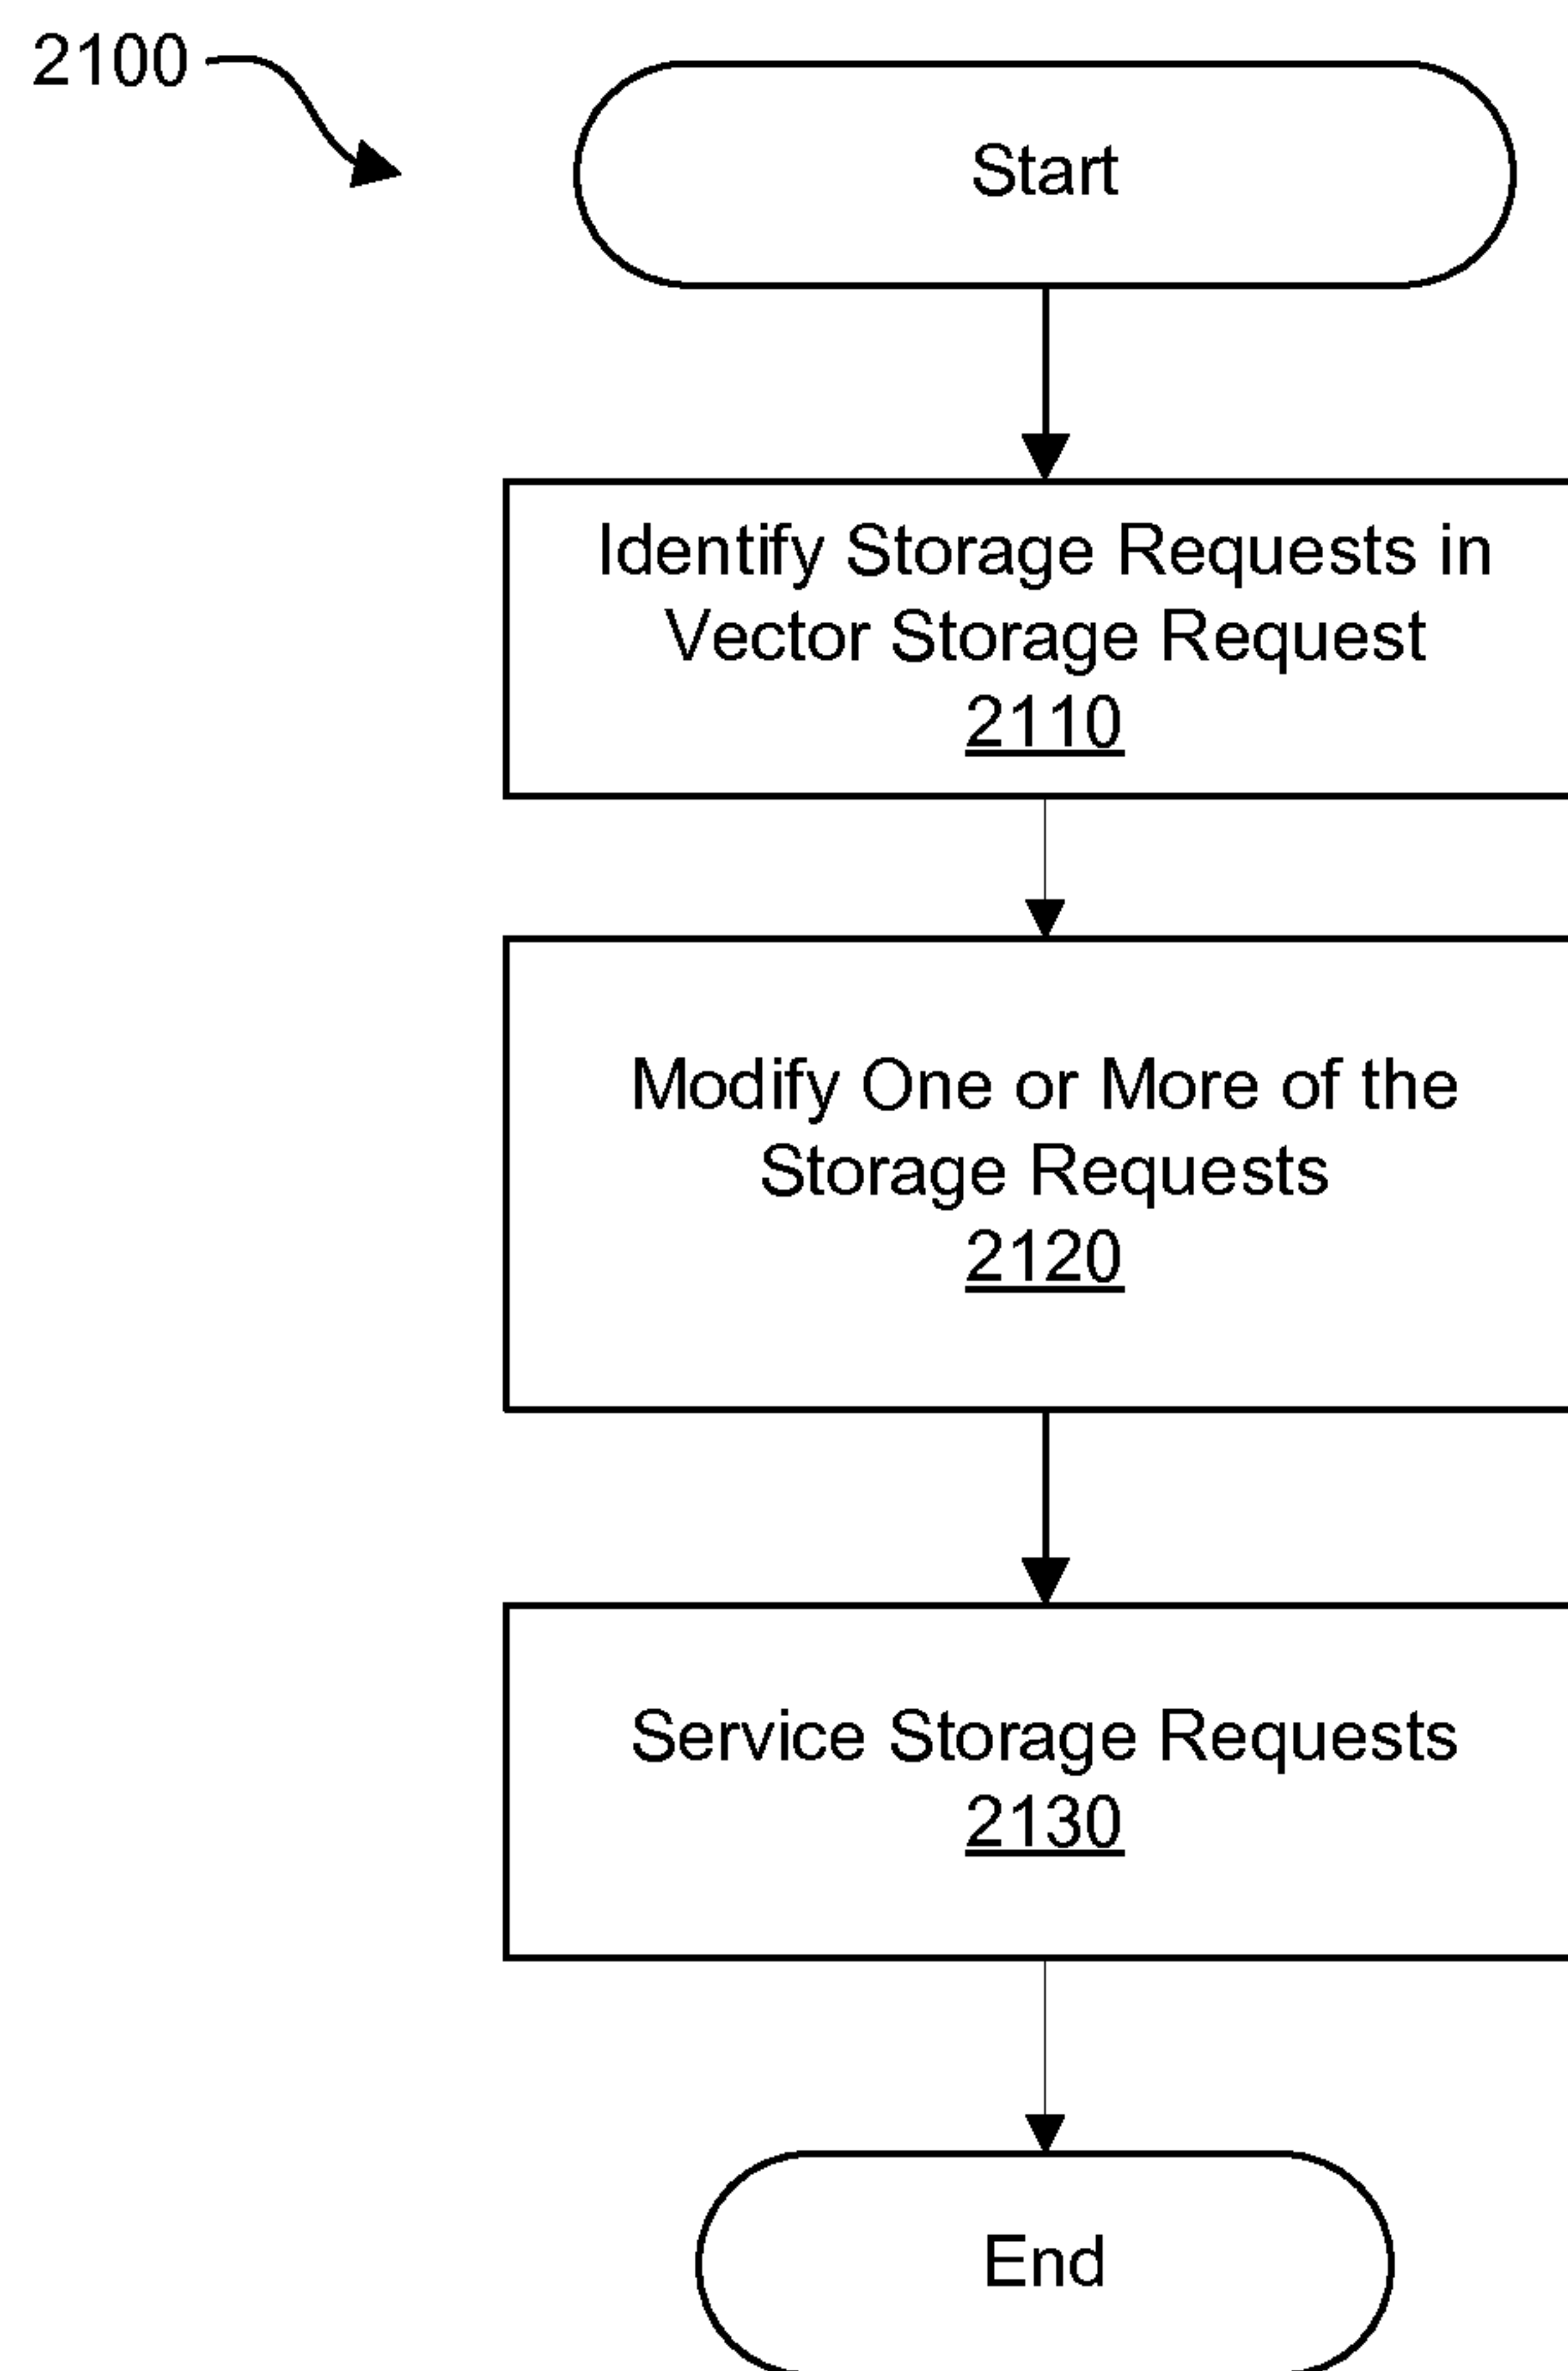 2100
Start
Identify Storage Requests in
Vector Storage Request
2110
Modify One or More of the
Storage Requests
2120
Service Storage Requests
2130
End